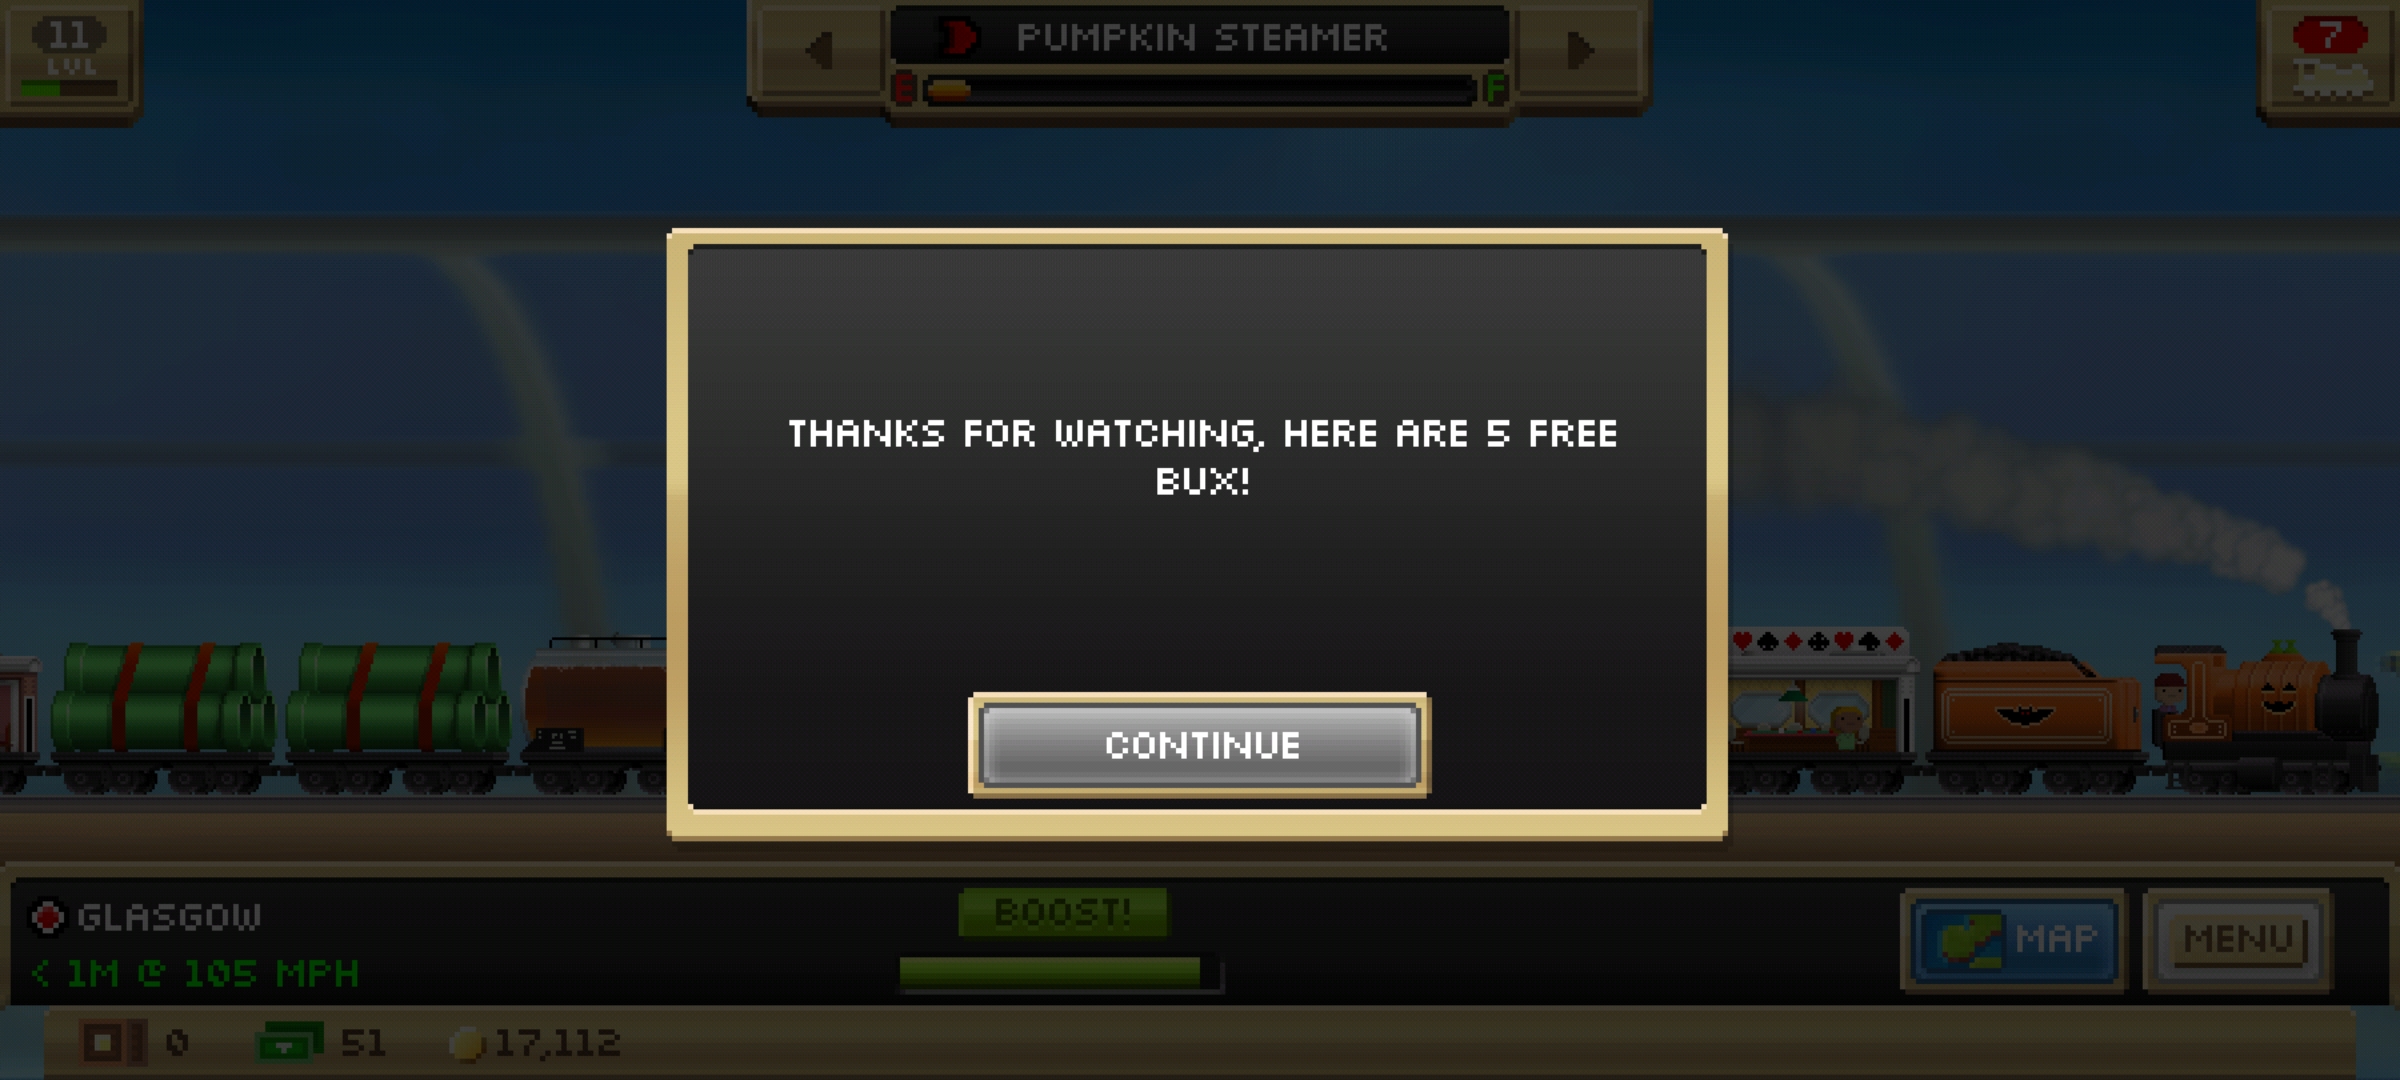 11
LVL
PUMPKIN STEAMER
E
F
7
THANKS FOR WATCHING, HERE ARE 5 FREE
BUX!
CONTINUE
GLASGOW
< 1M @ 105 MPH
BOOST!
MAP
MENU
0
51
17,112